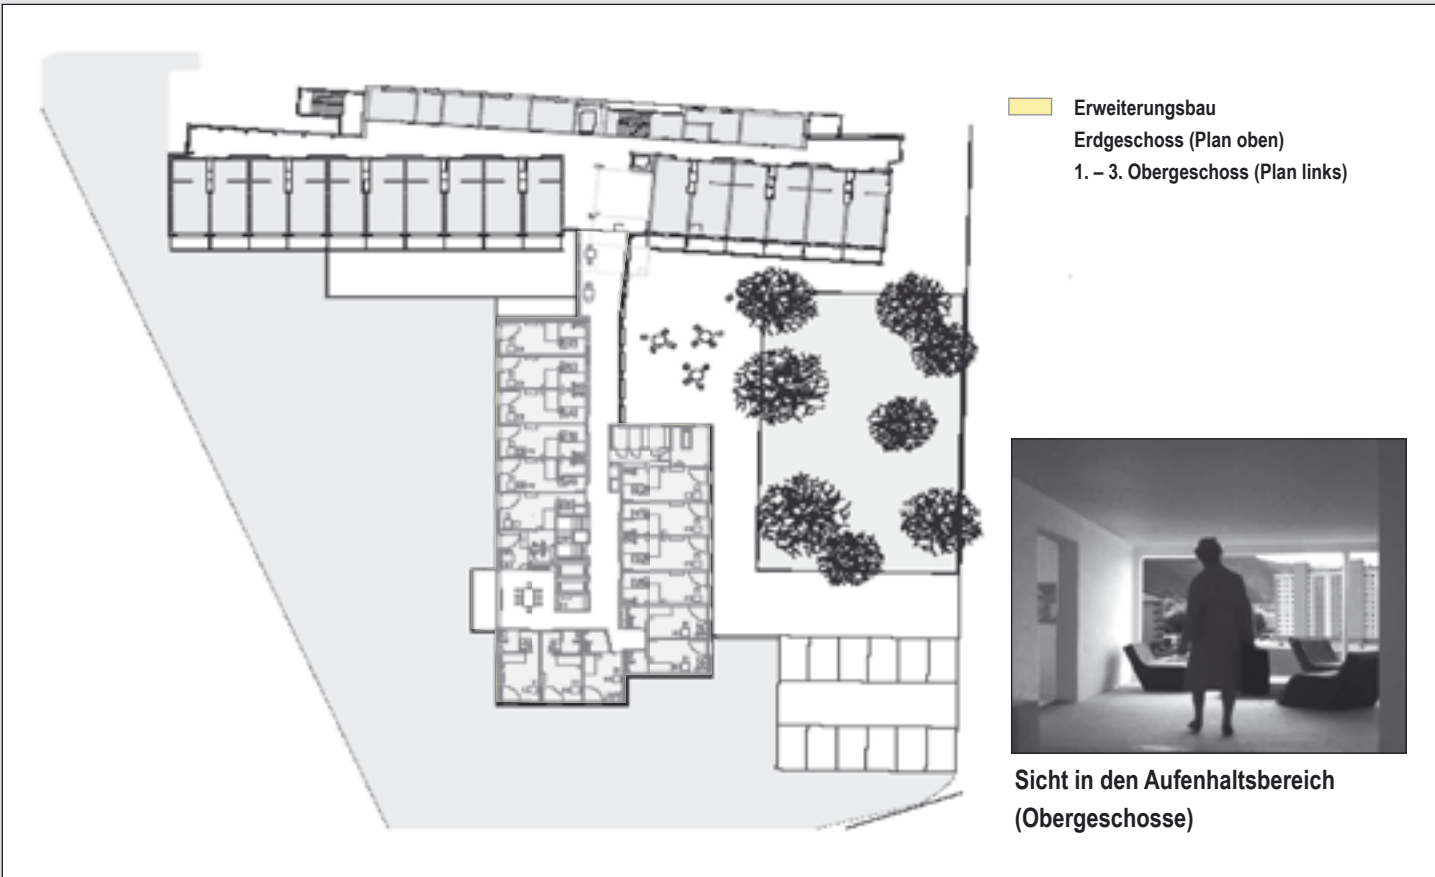 Erweiterungsbau
Erdgeschoss (Plan oben)
1. – 3. Obergeschoss (Plan links)
Sicht in den Aufenhaltsbereich
(Obergeschosse)